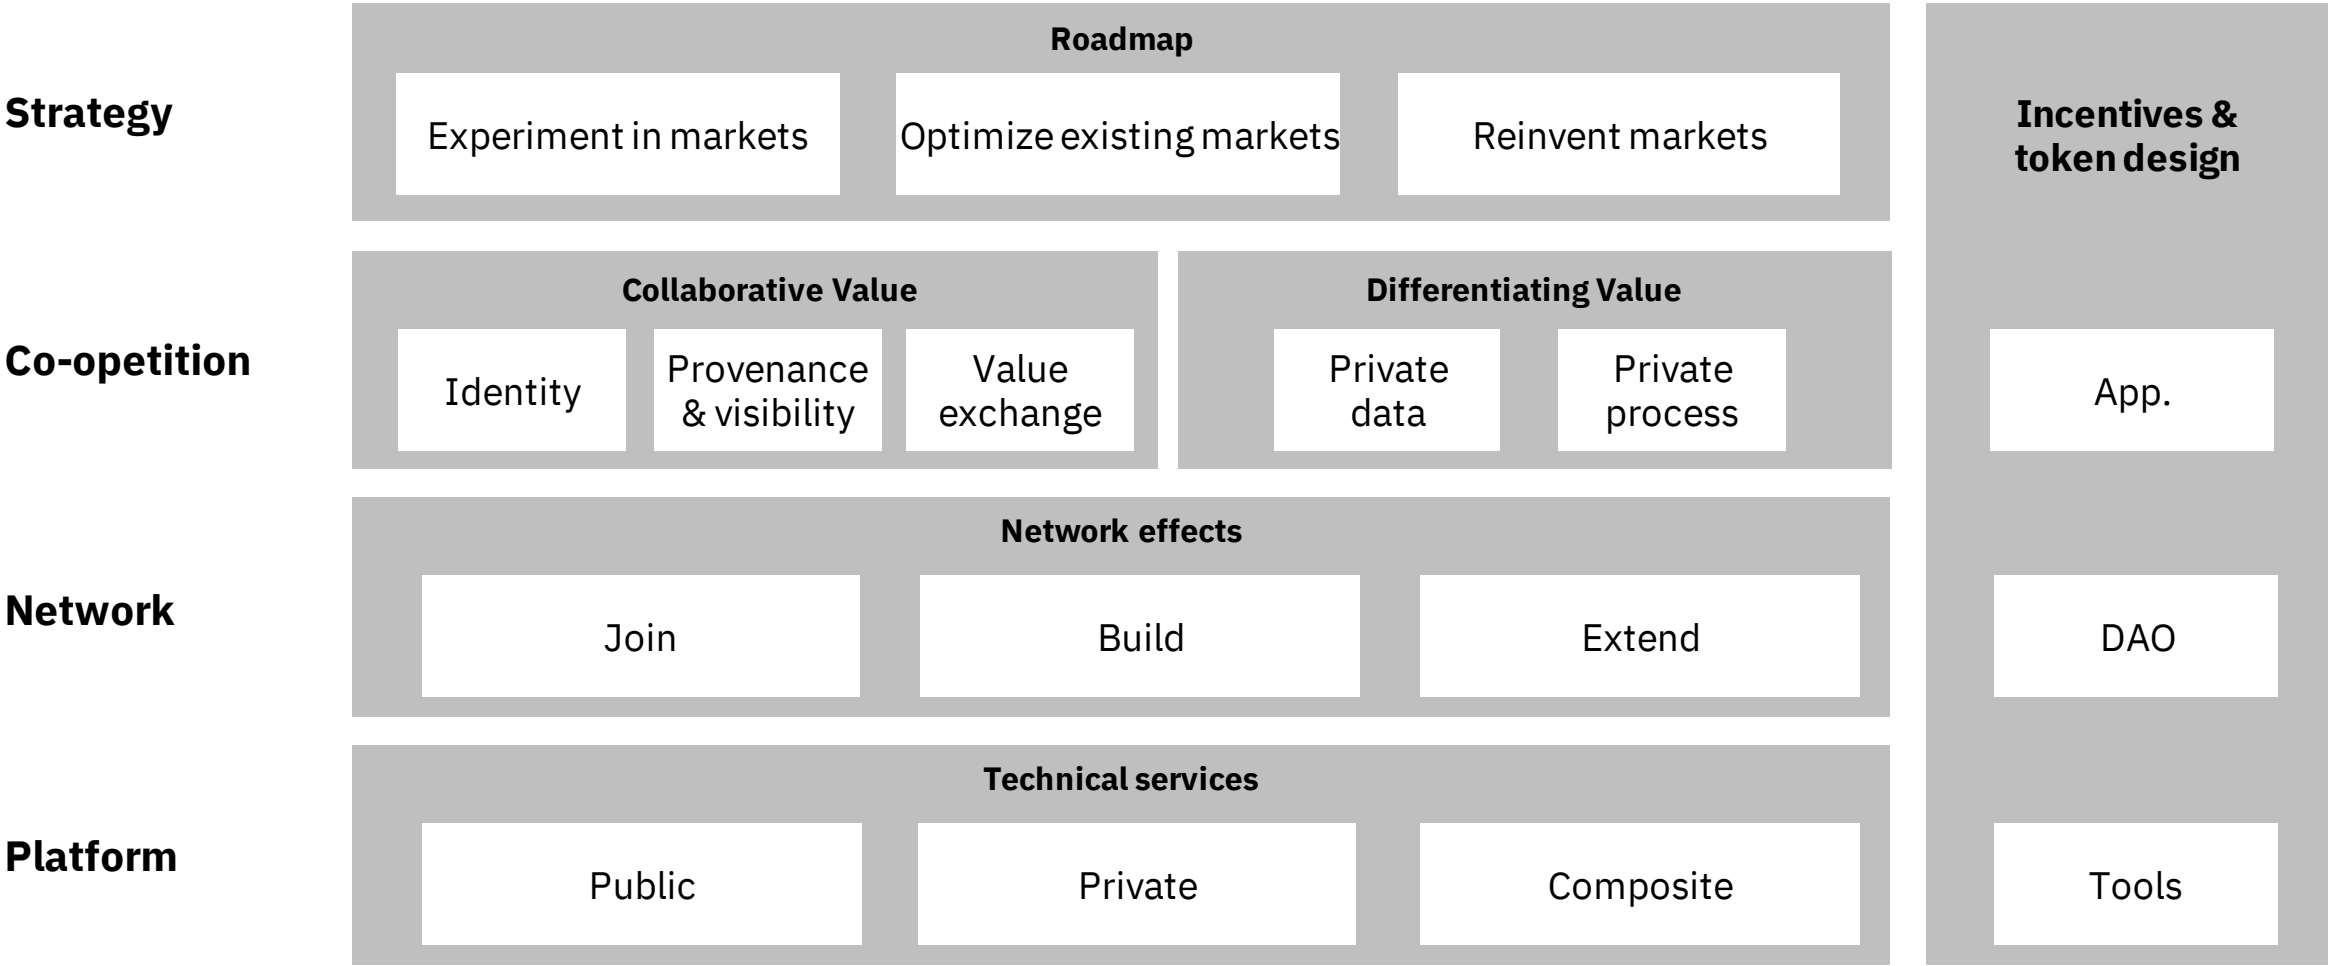 Strategy
Roadmap
Experiment in markets
Optimize existing markets
Reinvent markets
Incentives &
token design
Co-opetition
Collaborative Value
Identity
Provenance
& visibility
Value
exchange
Differentiating Value
Private
data
Private
process
App.
Network
Network effects
Join
Build
Extend
DAO
Platform
Technical services
Public
Private
Composite
Tools